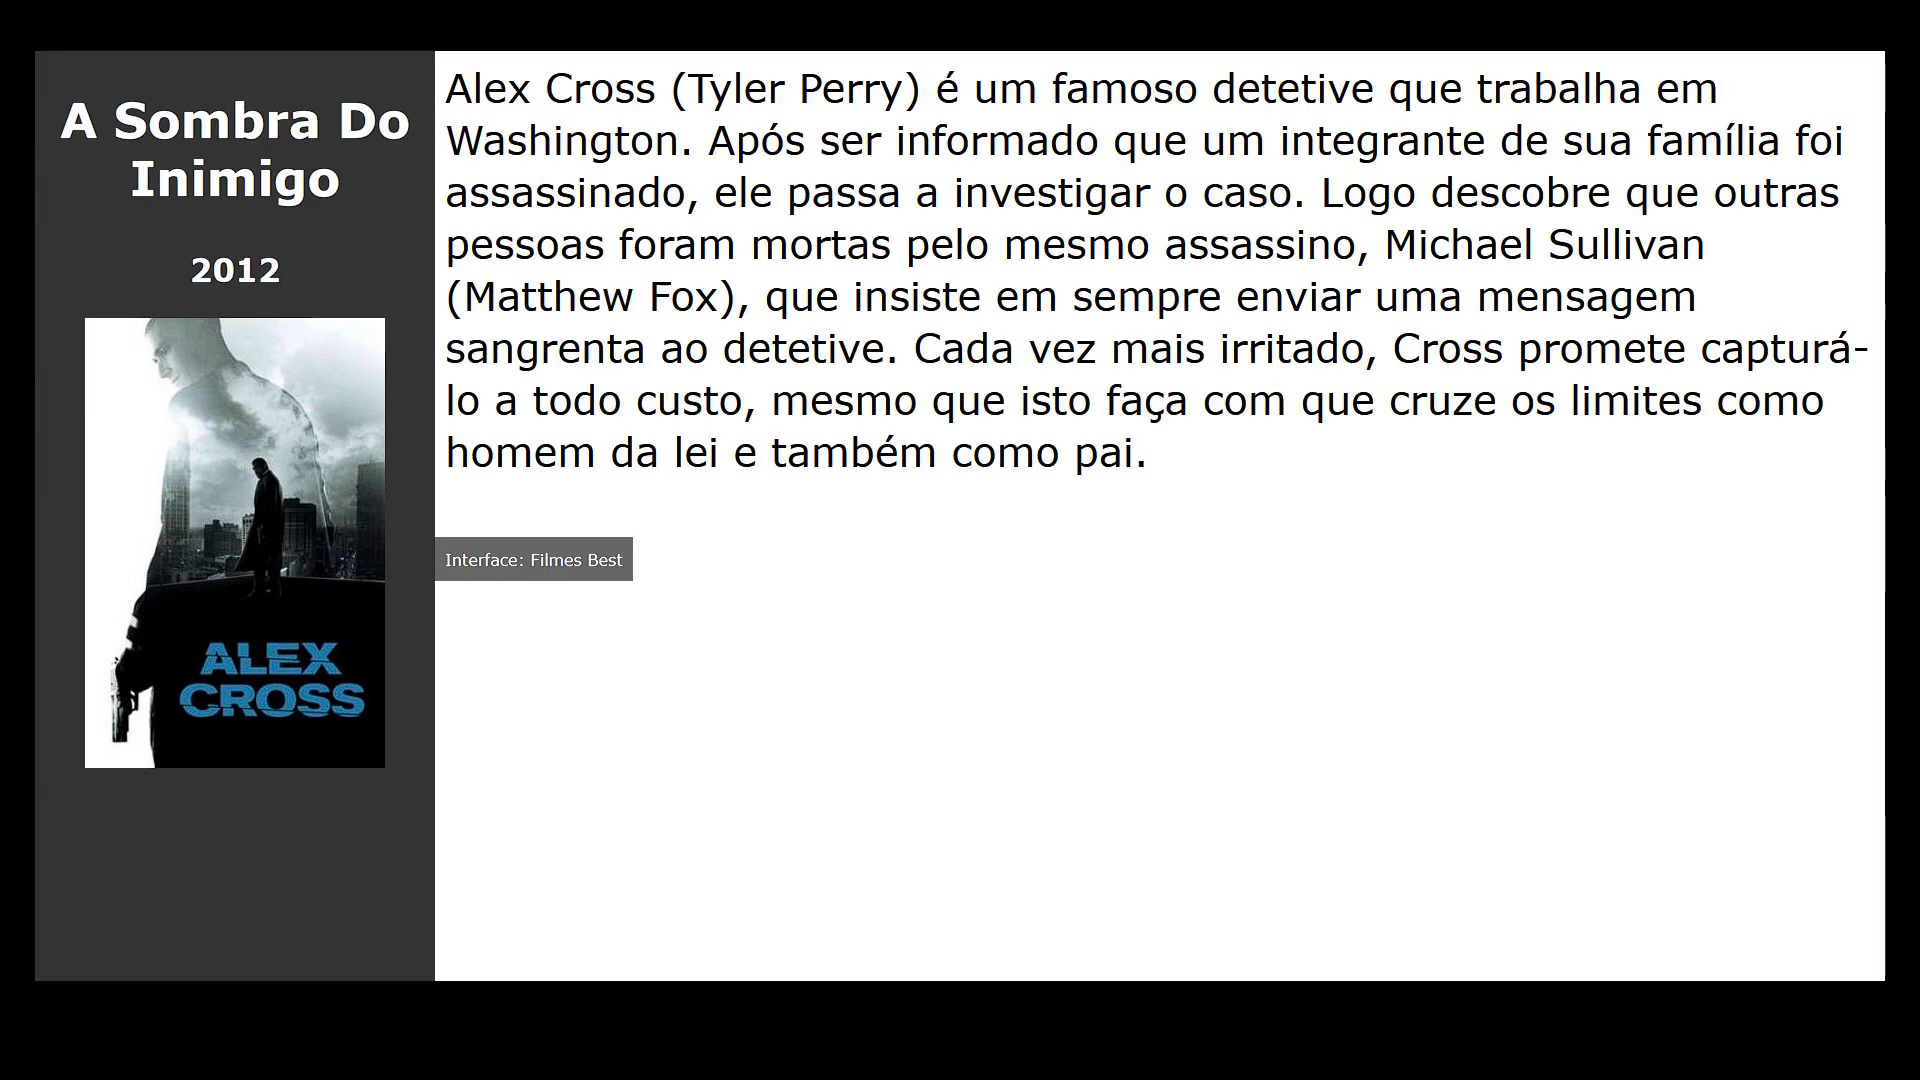 A Sombra Do
Inimigo
2012
ALEX
CROSS
Alex Cross (Tyler Perry) é um famoso detetive que trabalha em
Washington. Após ser informado que um integrante de sua família foi
assassinado, ele passa a investigar o caso. Logo descobre que outras
pessoas foram mortas pelo mesmo assassino, Michael Sullivan
(Matthew Fox), que insiste em sempre enviar uma mensagem
sangrenta ao detetive. Cada vez mais irritado, Cross promete capturá-
lo a todo custo, mesmo que isto faça com que cruze os limites como
homem da lei e também como pai.
Interface: Filmes Best